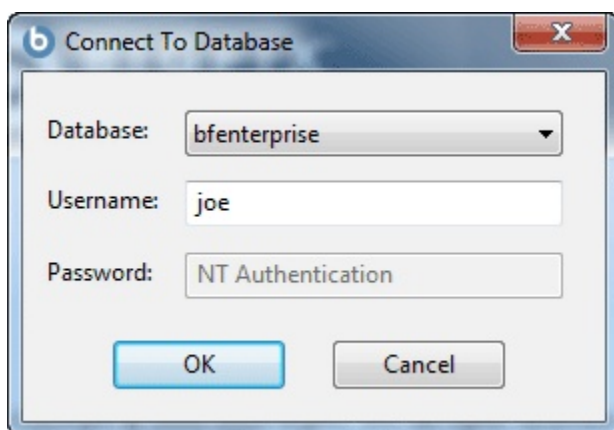 Connect To Database
Database: bfenterprise
Username: joe
Password: NT Authentication
OK Cancel